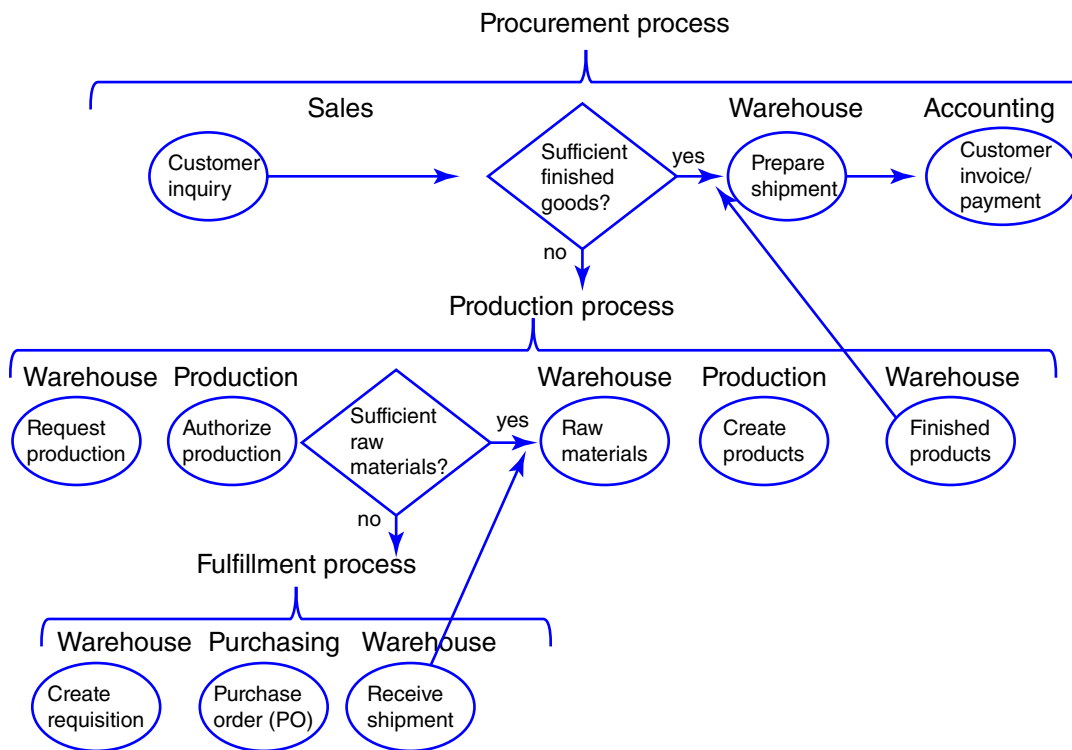 Procurement process
Sales
Warehouse
Accounting
Customer
inquiry
Sufficient
finished
goods?
yes
Prepare
shipment
Customer
invoice/
payment
no
Production process
Warehouse
Production
Warehouse
Production
Warehouse
Request
production
Authorize
production
Sufficient
raw
materials?
yes
Raw
materials
Create
products
Finished
products
no
Fulfillment process
Warehouse
Purchasing
Warehouse
Create
requisition
Purchase
order (PO)
Receive
shipment